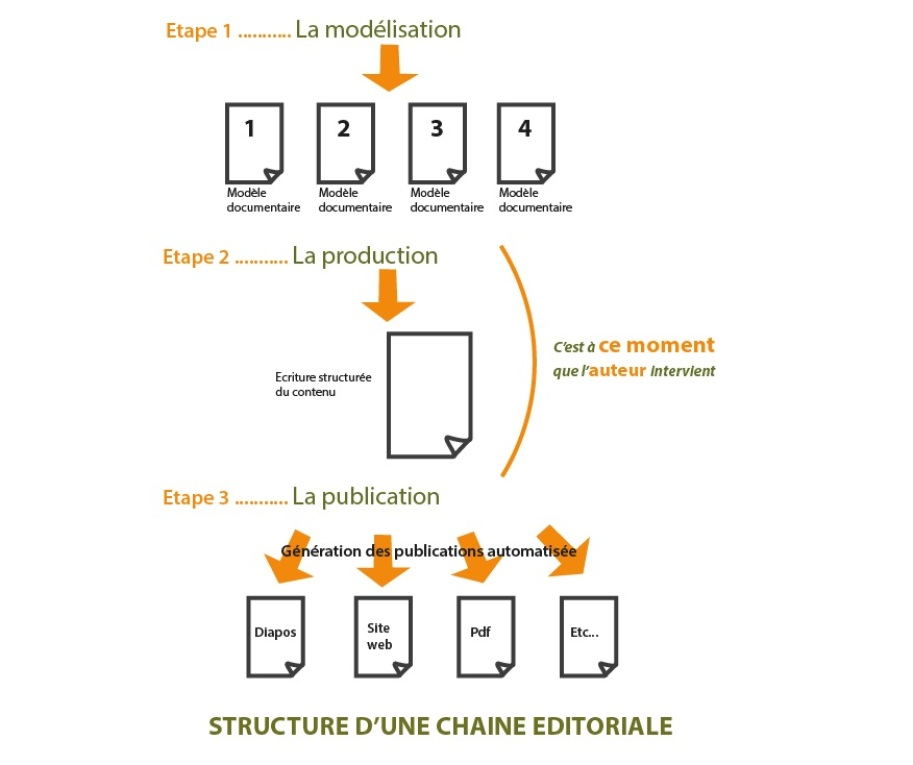 Etape 1 ........... La modélisation
1
2
3
4
Modèle
documentaire
Modèle
documentaire
Modèle
documentaire
Modèle
documentaire
Etape 2 ........... La production
Ecriture structurée
du contenu
C'est à ce moment
que l'auteur intervient
Etape 3 ........... La publication
Génération des publications automatisée
Diapos
Site
web
Pdf
Etc...
STRUCTURE D'UNE CHAINE EDITORIALE